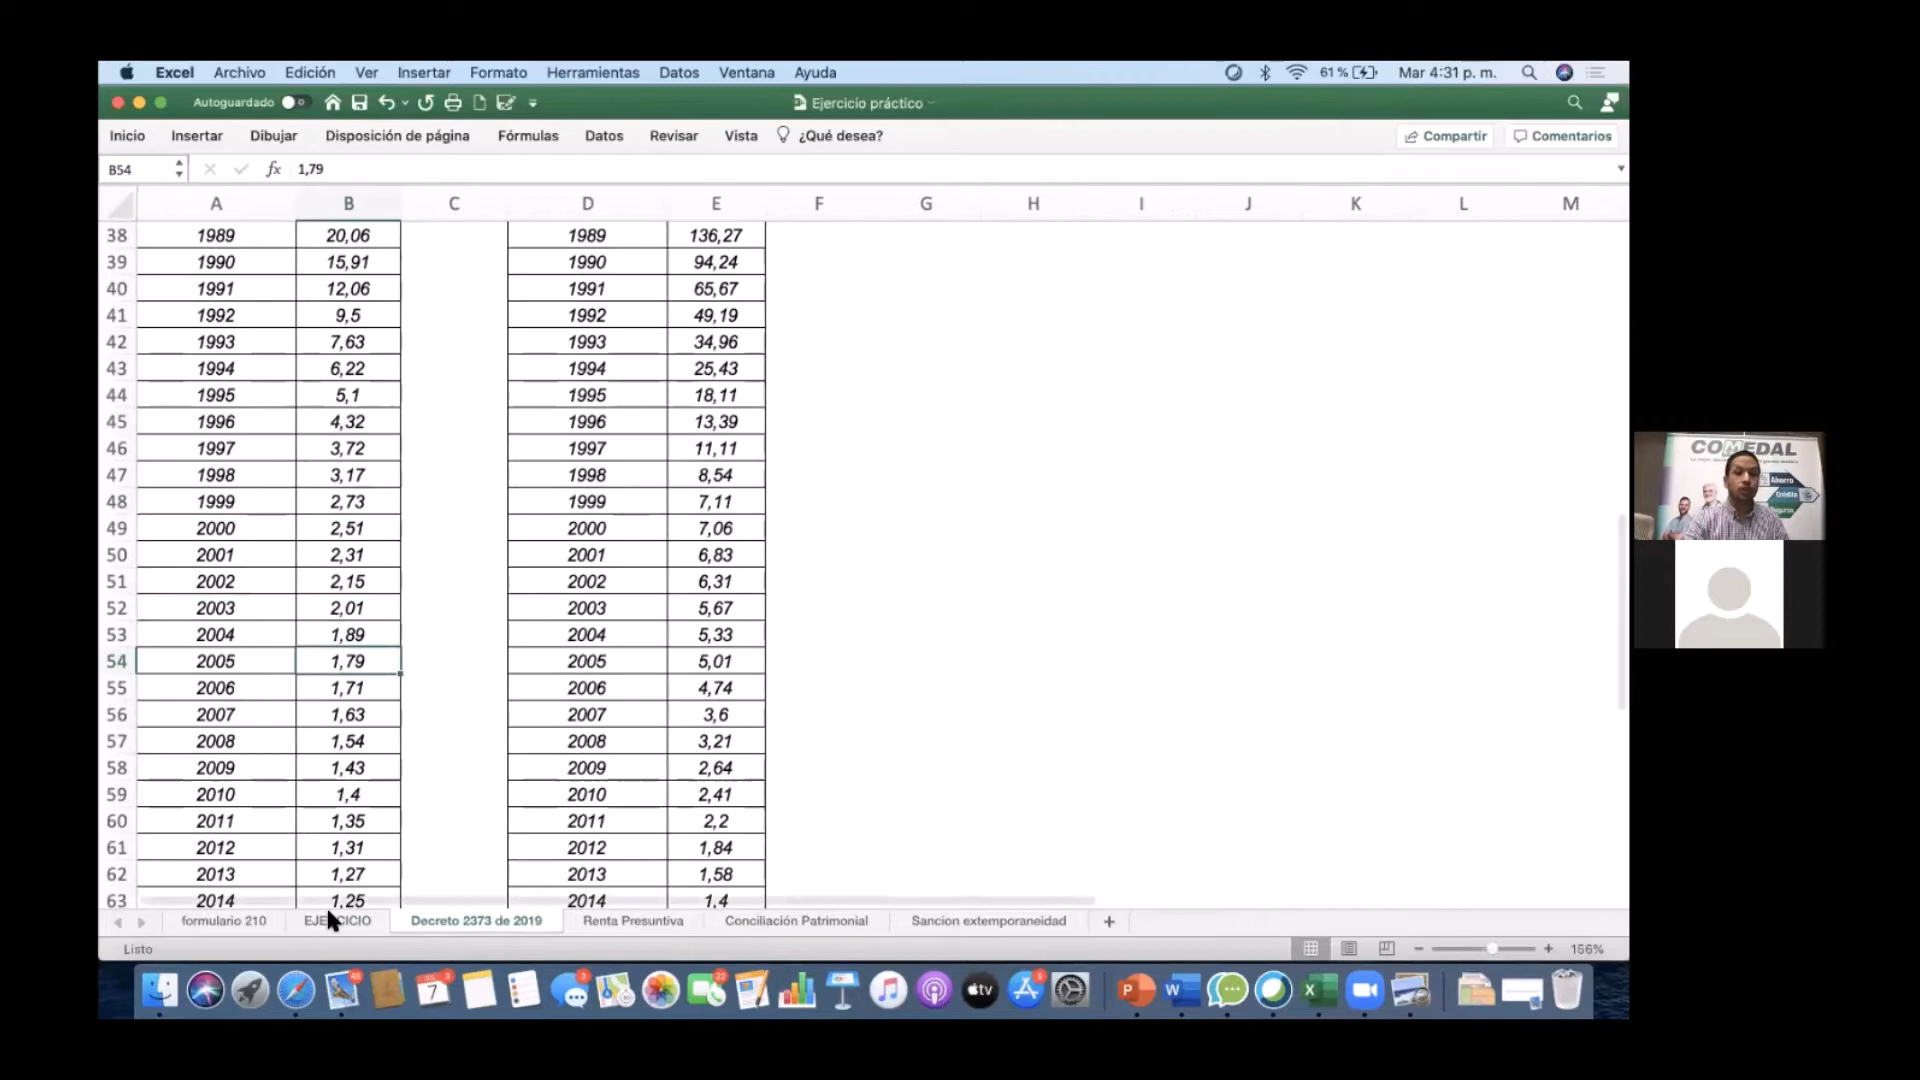 Excel Archivo Edición Ver Insertar Formato Herramientas Datos Ventana Ayuda 61 % Mar 4:31 p. m.
Autoguardado Ejercicio práctico
Inicio Insertar Dibujar Disposición de página Fórmulas Datos Revisar Vista ¿Qué desea? Compartir Comentarios
B54 fx 1,79
A B C D E F G H I J K L M
38 1989 20,06 1989 136,27
39 1990 15,91 1990 94,24
40 1991 12,06 1991 65,67
41 1992 9,5 1992 49,19
42 1993 7,63 1993 34,96
43 1994 6,22 1994 25,43
44 1995 5,1 1995 18,11
45 1996 4,32 1996 13,39
46 1997 3,72 1997 11,11
47 1998 3,17 1998 8,54
48 1999 2,73 1999 7,11
49 2000 2,51 2000 7,06
50 2001 2,31 2001 6,83
51 2002 2,15 2002 6,31
52 2003 2,01 2003 5,67
53 2004 1,89 2004 5,33
54 2005 1,79 2005 5,01
55 2006 1,71 2006 4,74
56 2007 1,63 2007 3,6
57 2008 1,54 2008 3,21
58 2009 1,43 2009 2,64
59 2010 1,4 2010 2,41
60 2011 1,35 2011 2,2
61 2012 1,31 2012 1,84
62 2013 1,27 2013 1,58
63 2014 1,25 2014 1,4
formulario 210 EJERCICIO Decreto 2373 de 2019 Renta Presuntiva Conciliación Patrimonial Sancion extemporaneidad +
Listo 156%
7 tv P W X
COMEDAL
Ahorro
Crédito
Seguros